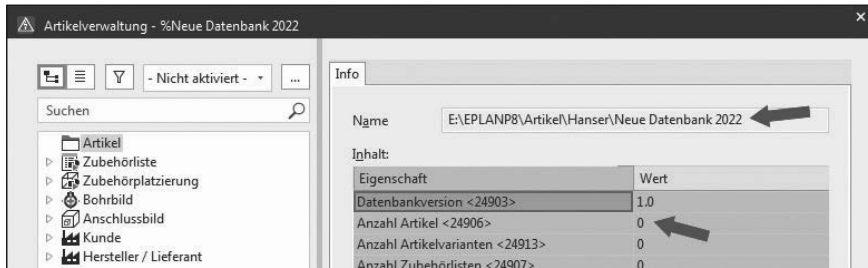 Artikelverwaltung - %Neue Datenbank 2022
- Nicht aktiviert -
...
Suchen
Artikel
Zubehörliste
Zubehörplatzierung
Bohrbild
Anschlussbild
Kunde
Hersteller / Lieferant
Info
Name E:\EPLANP8\Artikel\Hanser\Neue Datenbank 2022
Inhalt:
Eigenschaft Wert
Datenbankversion <24903> 1.0
Anzahl Artikel <24906> 0
Anzahl Artikelvarianten <24913> 0
Anzahl Zubehörlisten <24907> 0